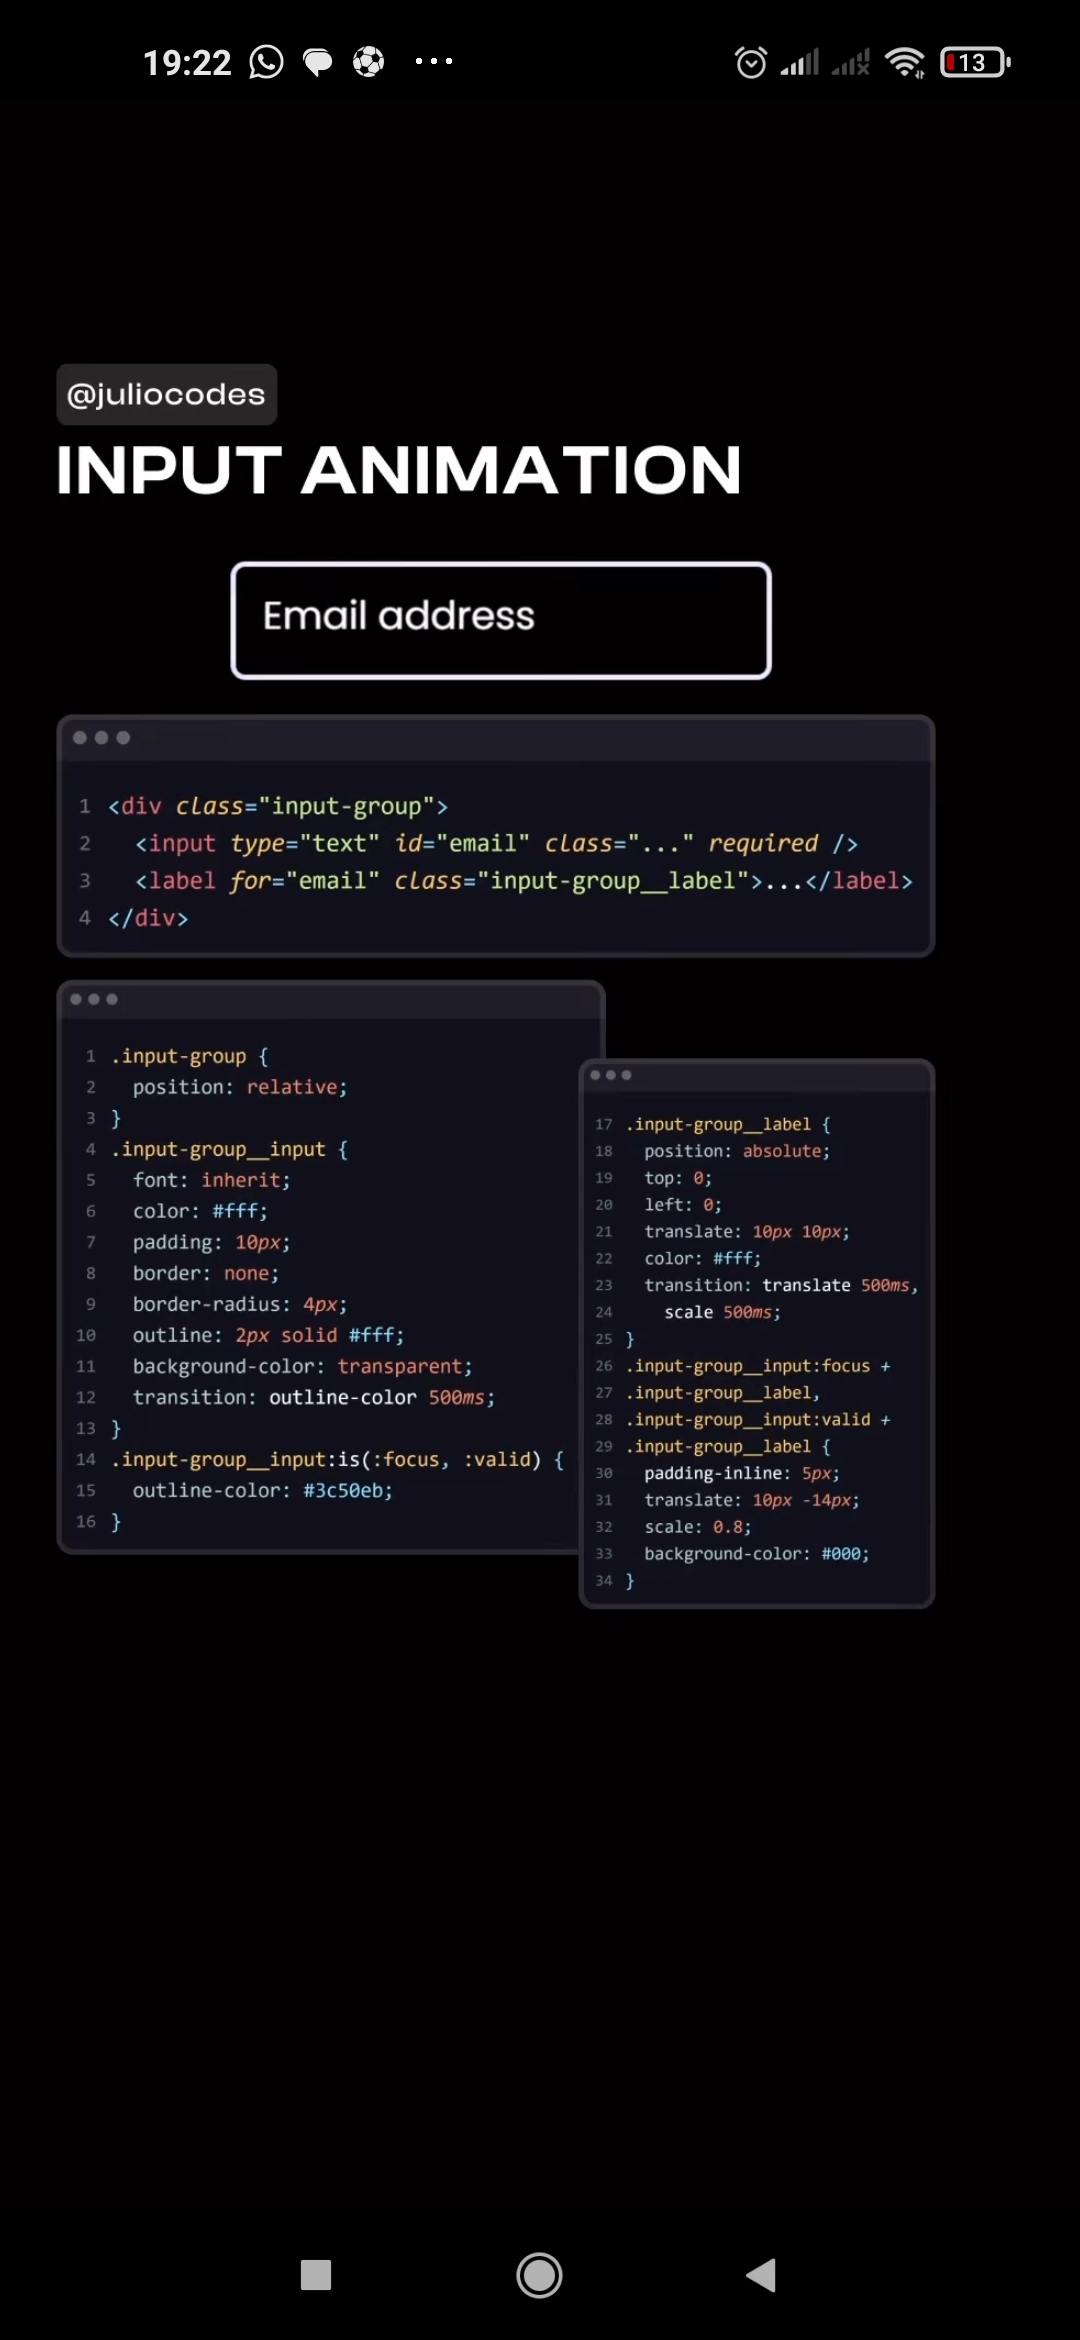 19:22
13
@juliocodes
INPUT ANIMATION
Email address
1 <div class="input-group">
2 <input type="text" id="email" class="..." required />
3 <label for="email" class="input-group__label">...</label>
4 </div>
1 .input-group {
2 position: relative;
3 }
4 .input-group__input {
5 font: inherit;
6 color: #fff;
7 padding: 10px;
8 border: none;
9 border-radius: 4px;
10 outline: 2px solid #fff;
11 background-color: transparent;
12 transition: outline-color 500ms;
13 }
14 .input-group__input:is(:focus, :valid) {
15 outline-color: #3c50eb;
16 }
17 .input-group__label {
18 position: absolute;
19 top: 0;
20 left: 0;
21 translate: 10px 10px;
22 color: #fff;
23 transition: translate 500ms,
24 scale 500ms;
25 }
26 .input-group__input:focus +
27 .input-group__label,
28 .input-group__input:valid +
29 .input-group__label {
30 padding-inline: 5px;
31 translate: 10px -14px;
32 scale: 0.8;
33 background-color: #000;
34 }